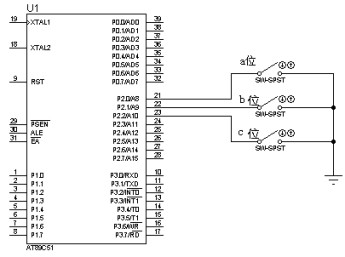 U1
19 XTAL1
18 XTAL2
9 RST
29 PSEN
30 ALE
31 EA
1 P1.0
2 P1.1
3 P1.2
4 P1.3
5 P1.4
6 P1.5
7 P1.6
8 P1.7
P0.0/AD0 39
P0.1/AD1 38
P0.2/AD2 37
P0.3/AD3 36
P0.4/AD4 35
P0.5/AD5 34
P0.6/AD6 33
P0.7/AD7 32
P2.0/A8 21
P2.1/A9 22
P2.2/A10 23
P2.3/A11 24
P2.4/A12 25
P2.5/A13 26
P2.6/A14 27
P2.7/A15 28
P3.0/RXD 10
P3.1/TXD 11
P3.2/INT0 12
P3.3/INT1 13
P3.4/T0 14
P3.5/T1 15
P3.6/WR 16
P3.7/RD 17
AT89C51
a位
SW-SPST
b位
SW-SPST
c位
SW-SPST